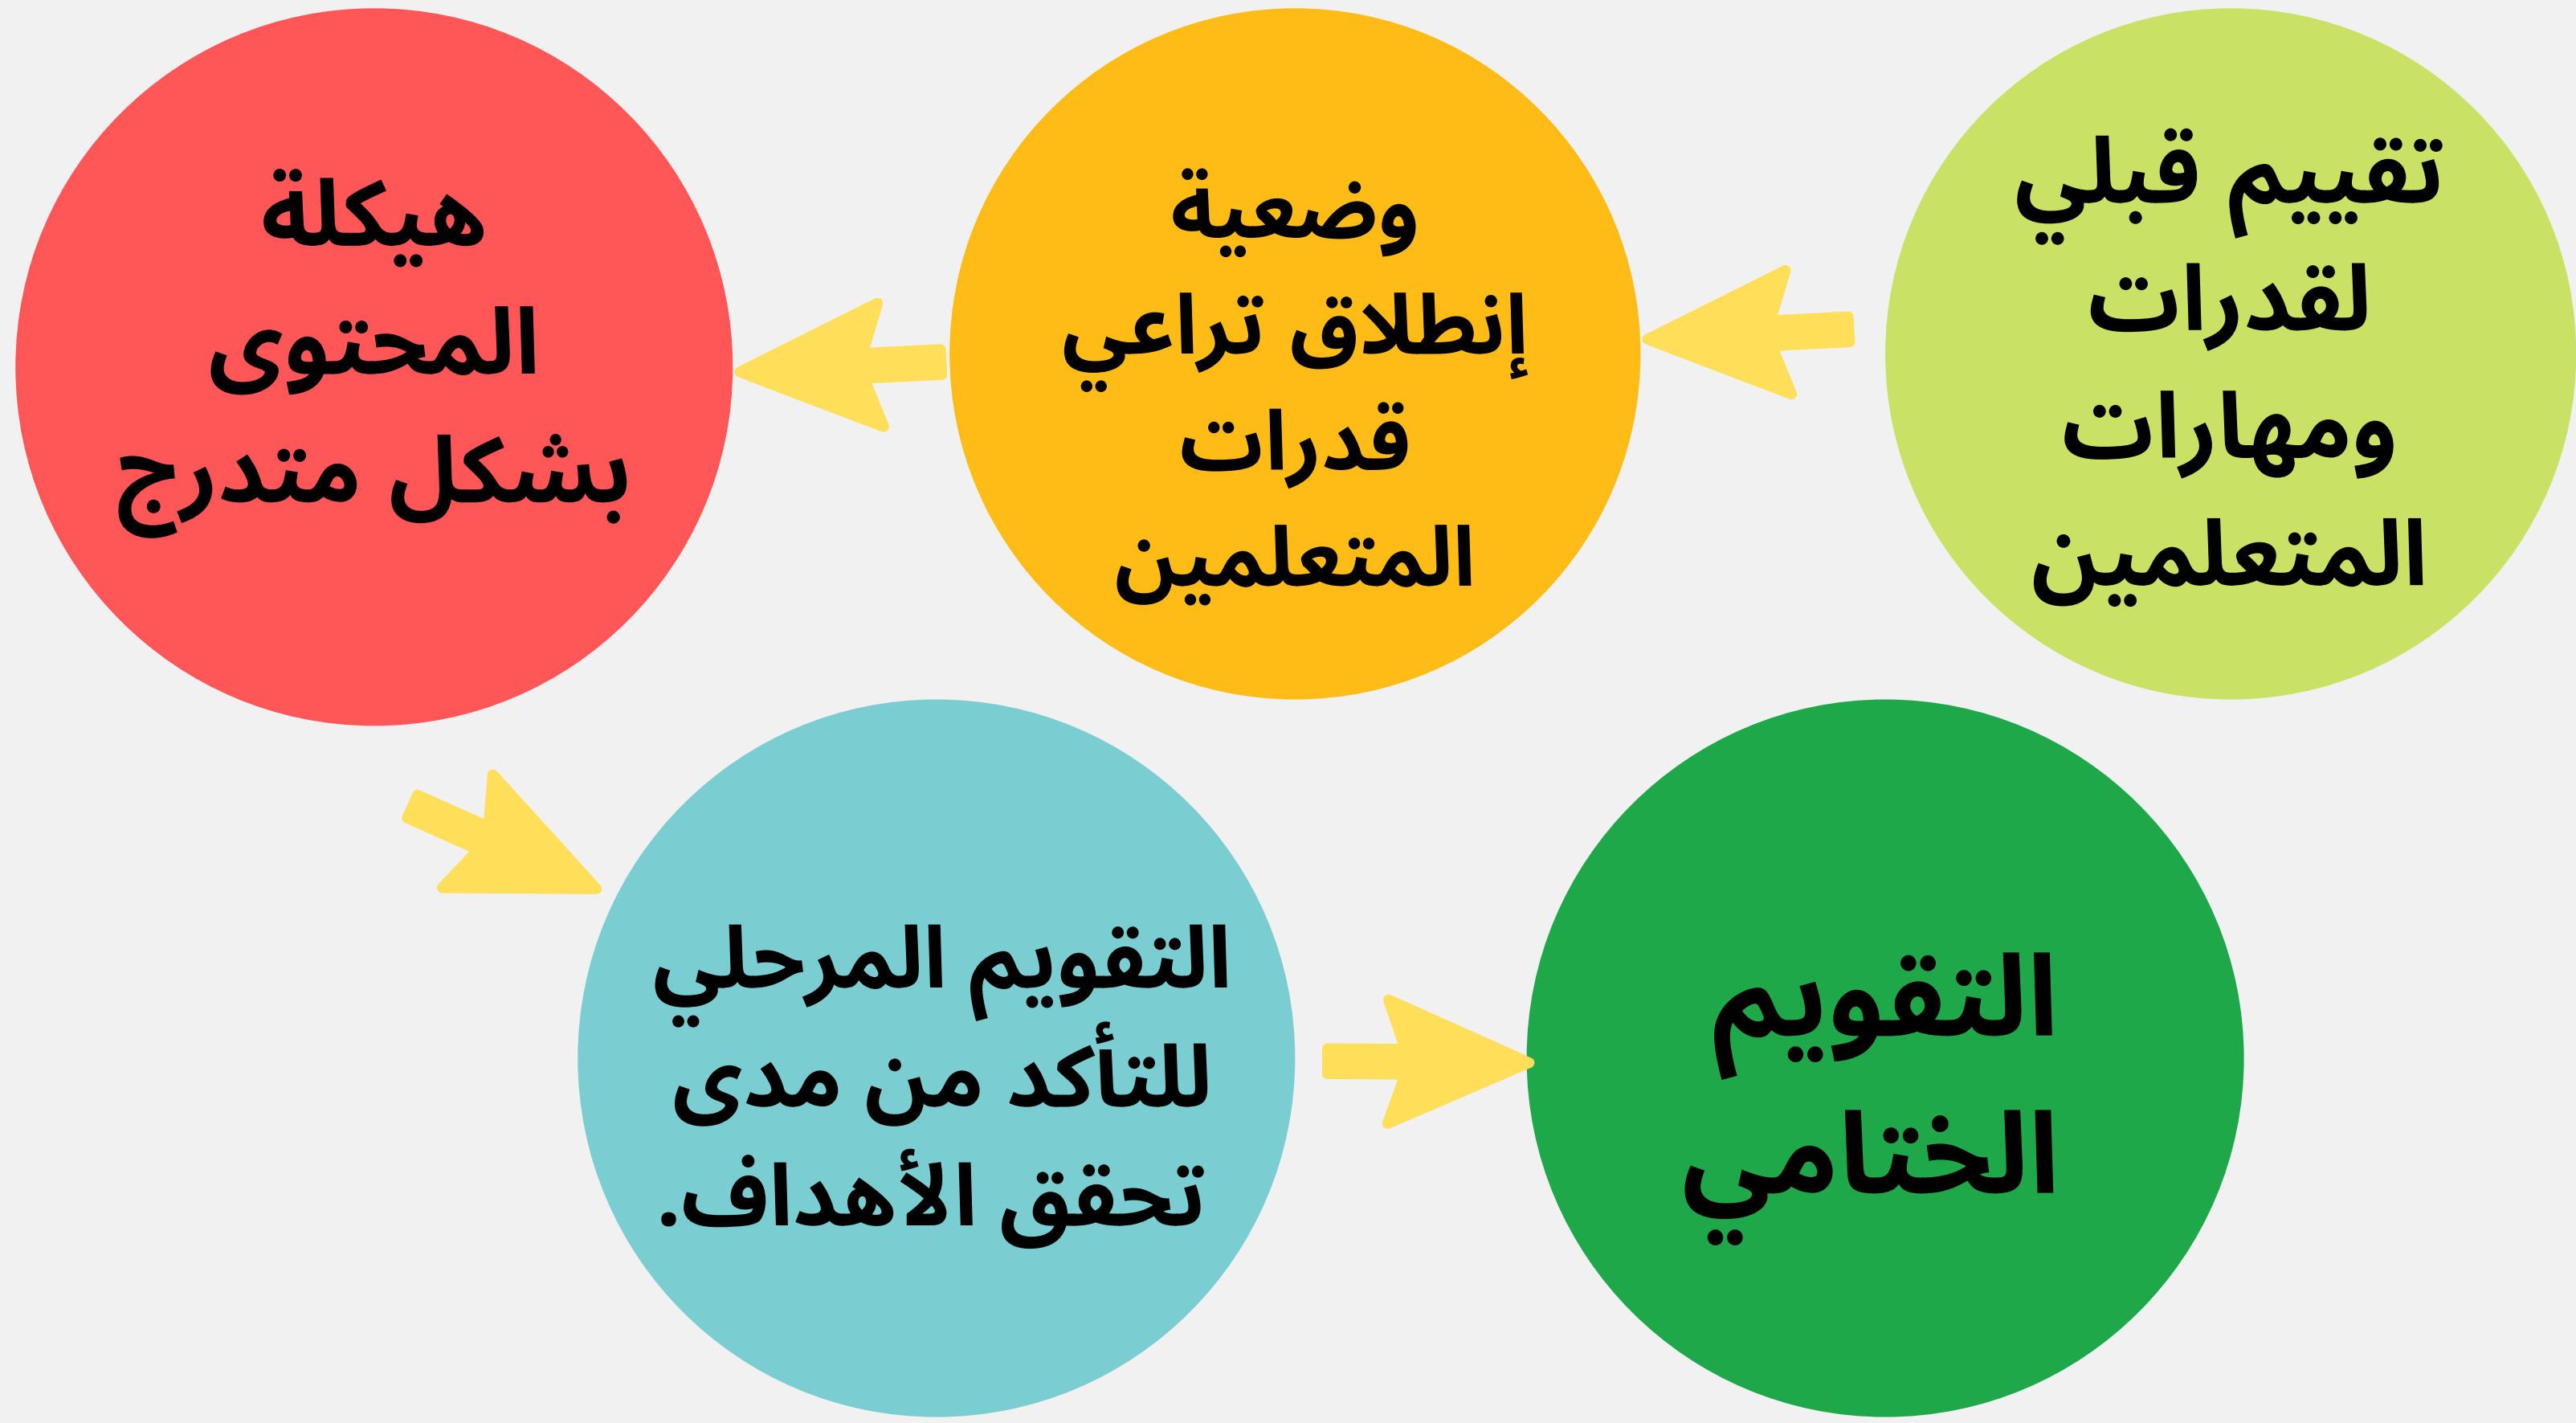 تقييم قبلي
لقدرات
ومهارات
المتعلمين
وضعية
إنطلاق تراعي
قدرات
المتعلمين
هيكلة
المحتوى
بشكل متدرج
التقويم المرحلي
للتأكد من مدى
تحقق الأهداف.
التقويم
الختامي